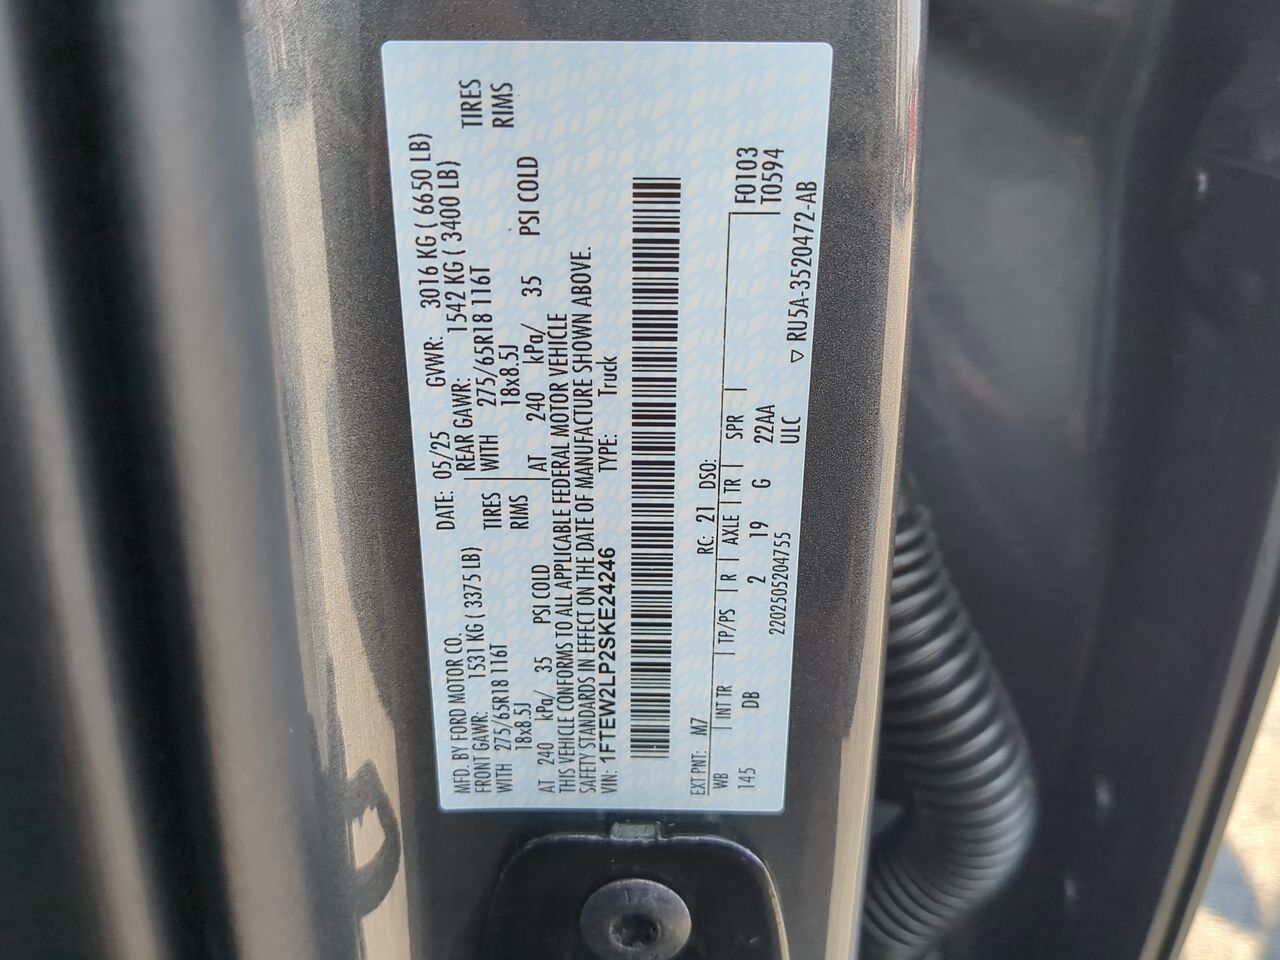 MFD. BY FORD MOTOR CO. DATE: 05/25 GVWR: 3016 KG ( 6650 LB)
FRONT GAWR: 1531 KG ( 3375 LB) REAR GAWR: 1542 KG ( 3400 LB)
WITH 275/65R18 116T TIRES WITH 275/65R18 116T TIRES
18x8.5J RIMS 18x8.5J RIMS
AT 240 kPa/ 35 PSI COLD AT 240 kPa/ 35 PSI COLD
THIS VEHICLE CONFORMS TO ALL APPLICABLE FEDERAL MOTOR VEHICLE
SAFETY STANDARDS IN EFFECT ON THE DATE OF MANUFACTURE SHOWN ABOVE.
VIN: 1FTEW2LP2SKE24246 TYPE: Truck
EXT PNT: M7 RC: 21 DSO: F0103
WB INT TR TP/PS R AXLE TR SPR T0594
145 DB 2 19 G 22AA
2202505204755 ULC ▽ RU5A-3520472-AB